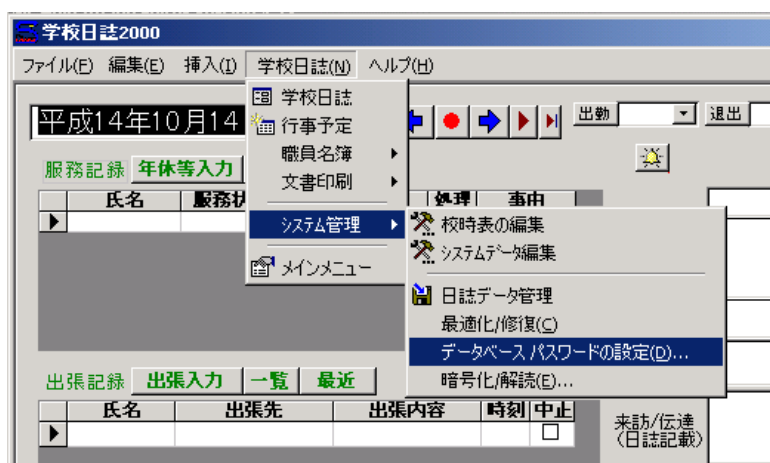 学校日誌2000
ファイル(F) 編集(E) 挿入(I) 学校日誌(N) ヘルプ(H)
平成14年10月14
出勤 退出
学校日誌
行事予定
職員名簿
文書印刷
システム管理
メインメニュー
校時表の編集
システムデータ編集
日誌データ管理
最適化/修復(C)
データベース パスワードの設定(D)...
暗号化/解読(E)...
服務記録 年休等入力
氏名 服務状 処理 事由
出張記録 出張入力 一覧 最近
氏名 出張先 出張内容 時刻 中止
来訪/伝達
(日誌記載)